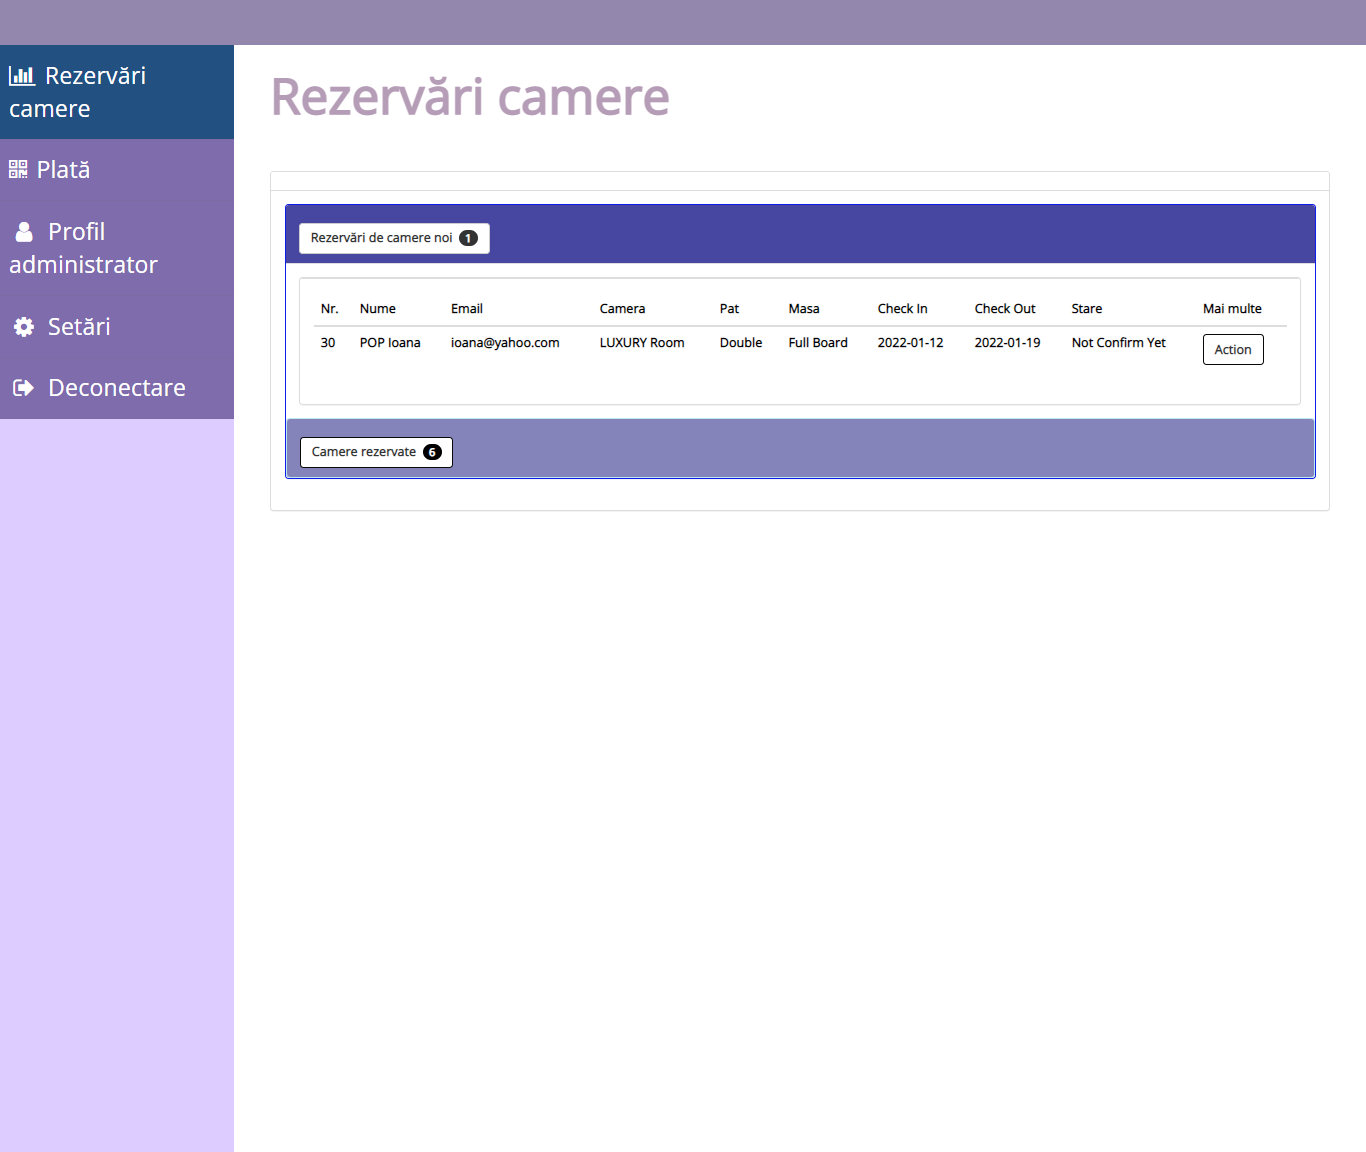 Rezervări
camere
Plată
Profil
administrator
Setări
Deconectare
Rezervări camere
Rezervări de camere noi 1
Nr. Nume Email Camera Pat Masa Check In Check Out Stare Mai multe
30 POP Ioana ioana@yahoo.com LUXURY Room Double Full Board 2022-01-12 2022-01-19 Not Confirm Yet Action
Camere rezervate 6